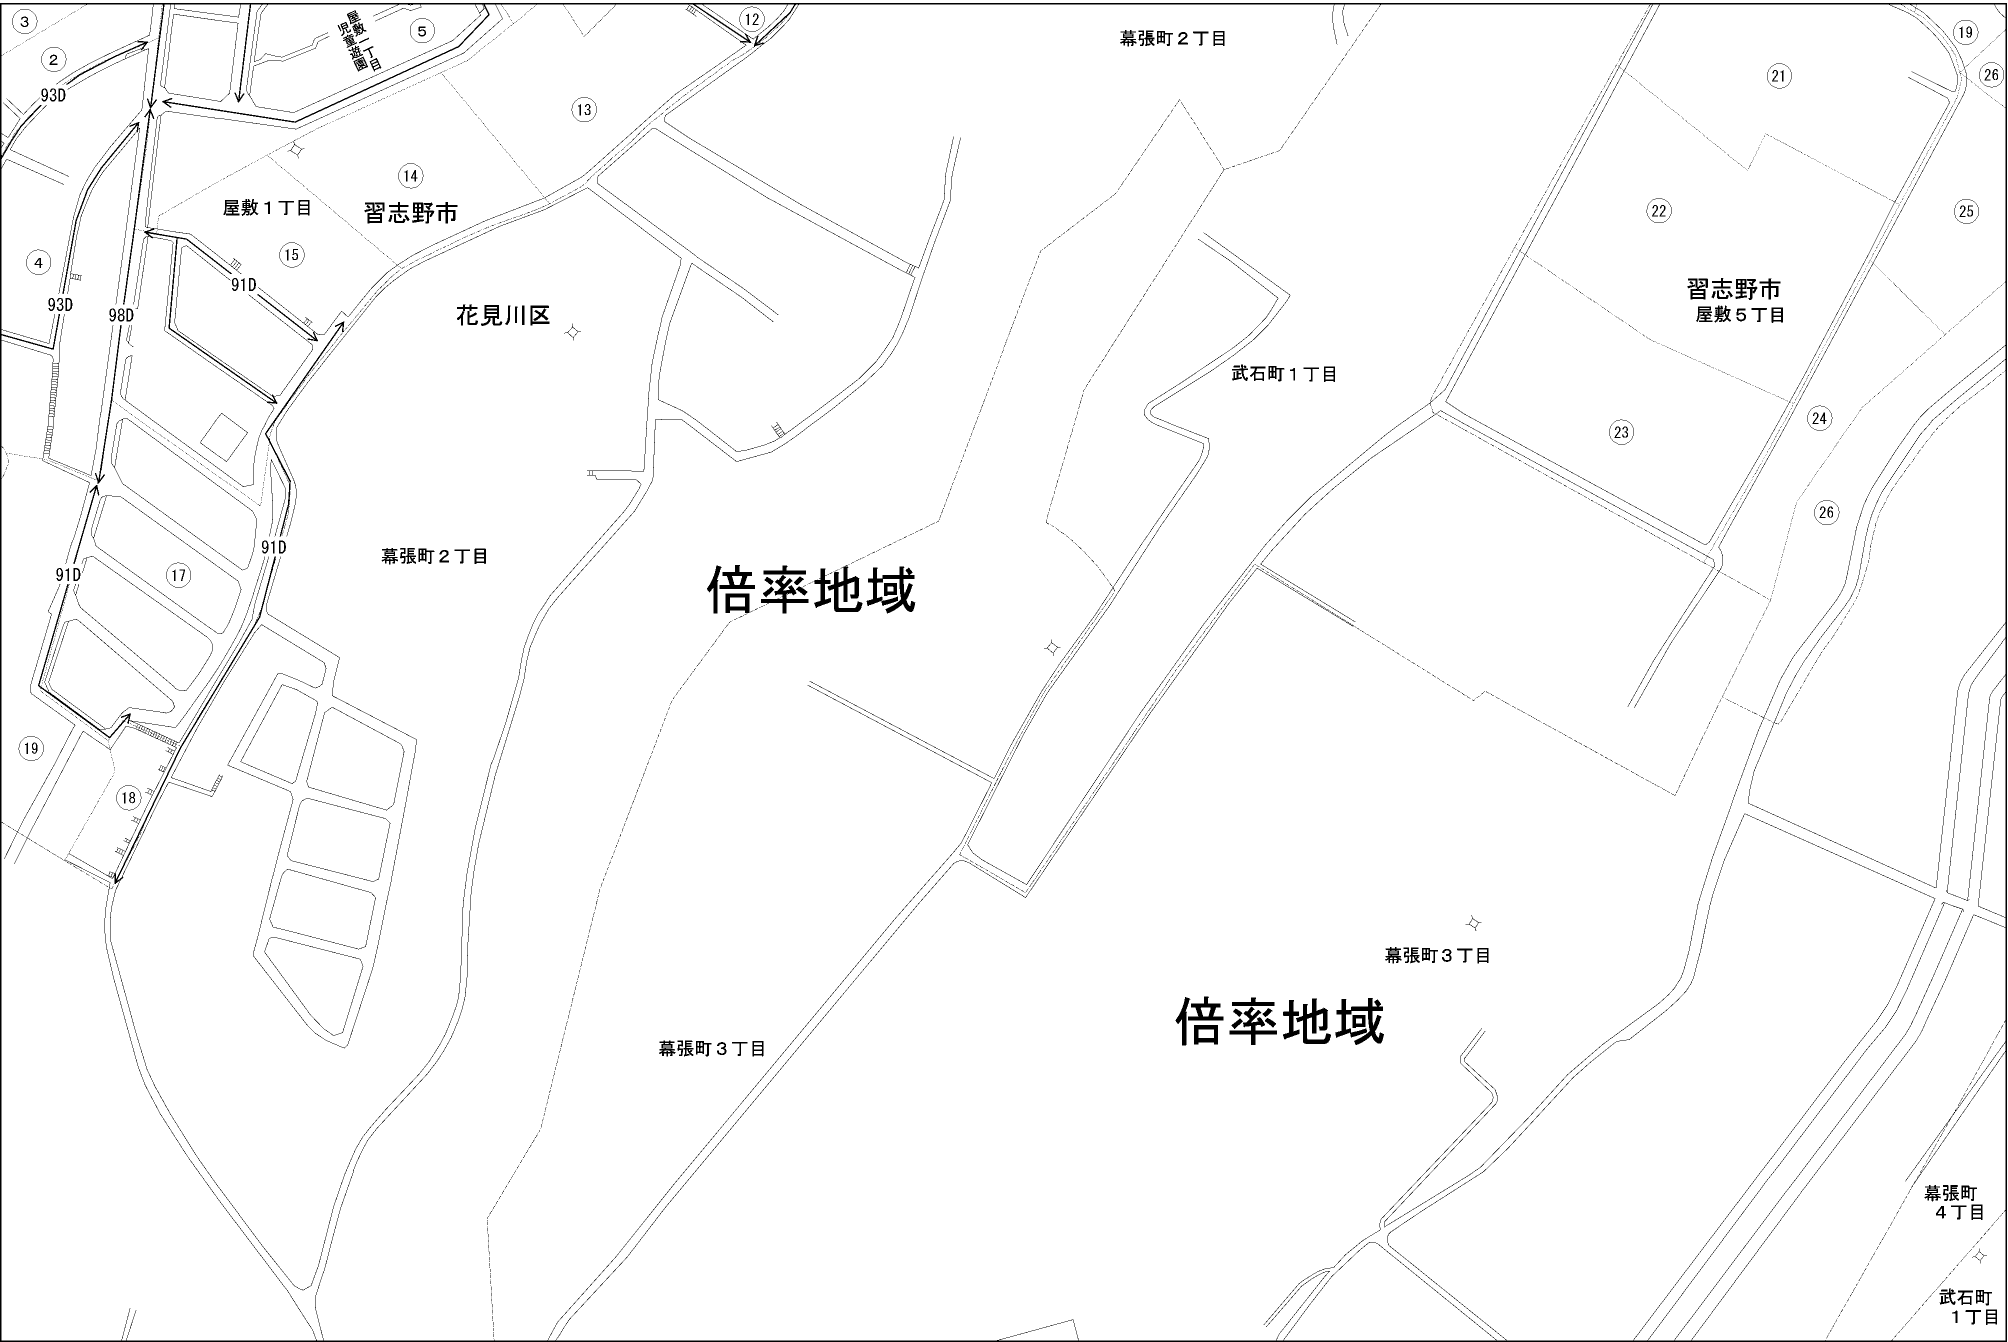 3
屋敷一丁目
児童遊園
5
12
幕張町２丁目
19
2
21
26
93D
13
14
屋敷１丁目
習志野市
22
25
15
4
91D
93D
98D
花見川区
習志野市
屋敷５丁目
武石町１丁目
24
23
26
91D
幕張町２丁目
91D
17
倍率地域
19
18
幕張町３丁目
倍率地域
幕張町３丁目
幕張町
４丁目
武石町
１丁目